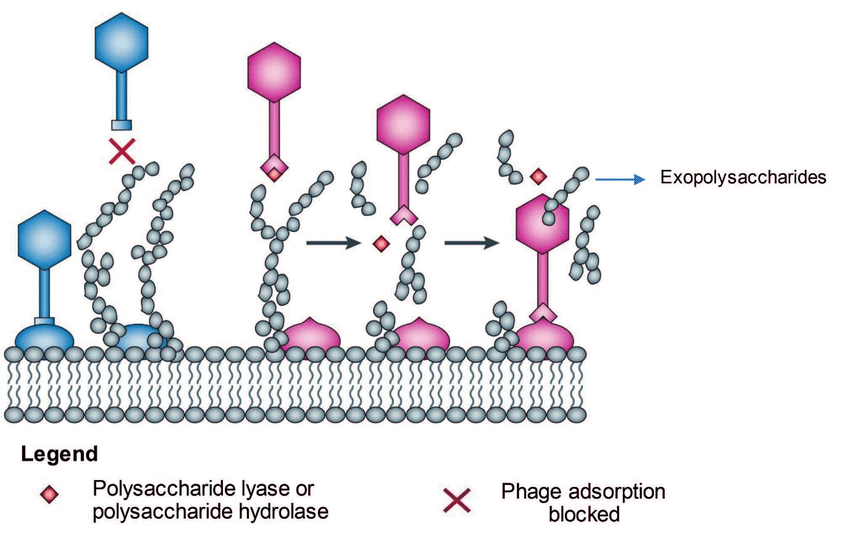 Exopolysaccharides
Legend
Polysaccharide lyase or
polysaccharide hydrolase
Phage adsorption
blocked